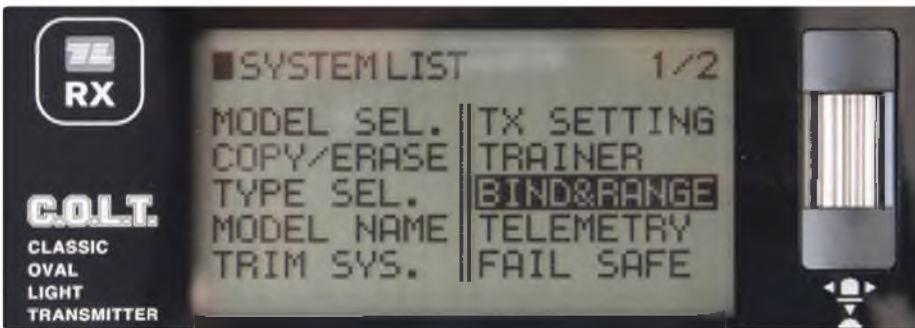 RX
C.O.L.T.
CLASSIC
OVAL
LIGHT
TRANSMITTER
SYSTEM LIST 1/2
MODEL SEL. TX SETTING
COPY/ERASE TRAINER
TYPE SEL. BIND&RANGE
MODEL NAME TELEMETRY
TRIM SYS. FAIL SAFE